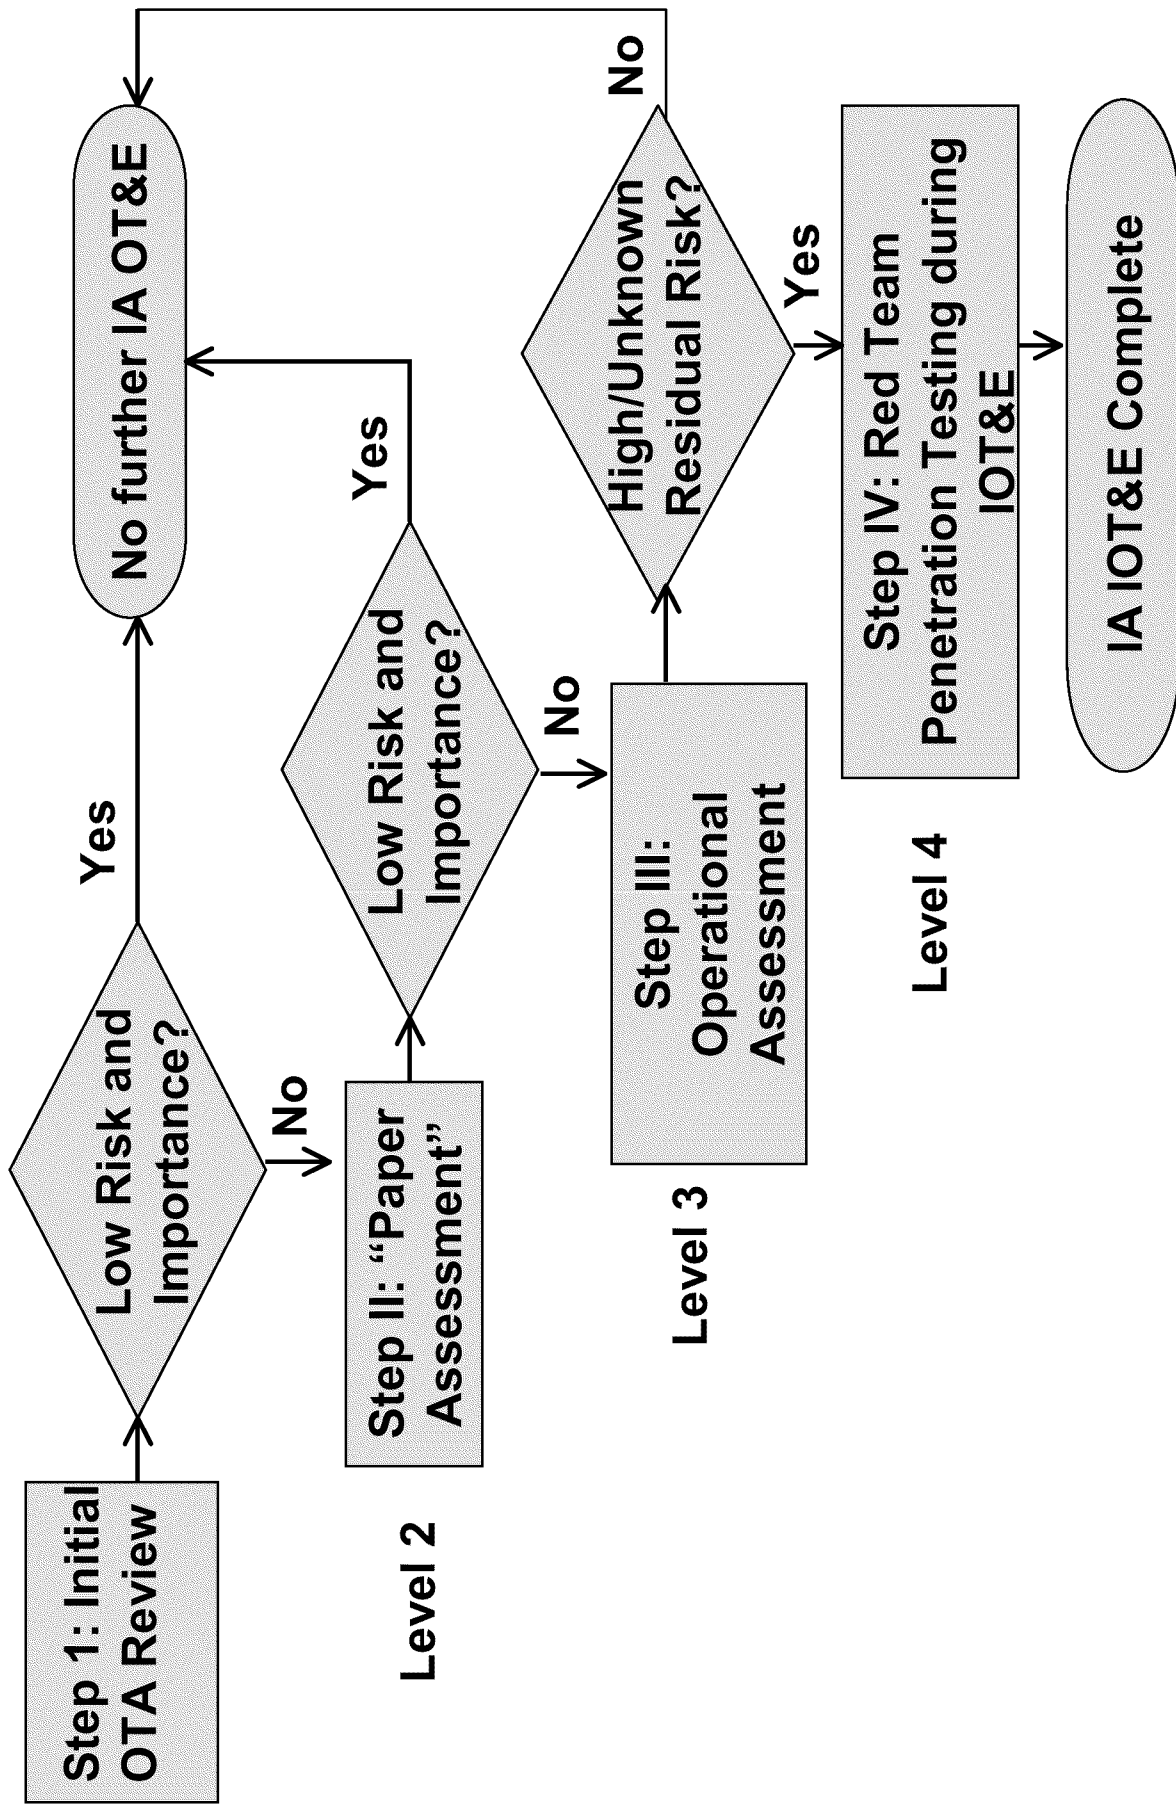 Step 1: Initial
OTA Review
Low Risk and
Importance?
Yes
No further IA OT&E
No
Step II: “Paper
Assessment”
Level 2
Low Risk and
Importance?
Yes
No
Step III:
Operational
Assessment
Level 3
High/Unknown
Residual Risk?
No
Yes
Step IV: Red Team
Penetration Testing during
IOT&E
Level 4
IA IOT&E Complete